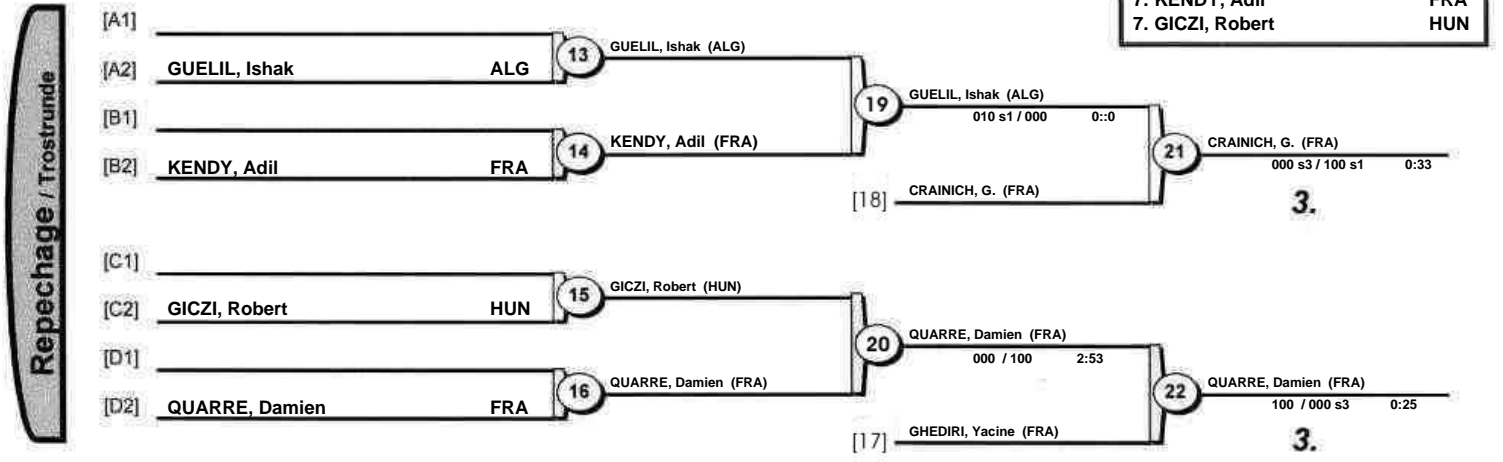 7. KENDY, Adil FRA
7. GICZI, Robert HUN
Repechage / Trostrunde
[A1]
[A2] GUELIL, Ishak ALG
13
GUELIL, Ishak (ALG)
[B1]
[B2] KENDY, Adil FRA
14
KENDY, Adil (FRA)
19
GUELIL, Ishak (ALG)
010 s1 / 000 0::0
[18] CRAINICH, G. (FRA)
21
CRAINICH, G. (FRA)
000 s3 / 100 s1 0:33
3.
[C1]
[C2] GICZI, Robert HUN
15
GICZI, Robert (HUN)
[D1]
[D2] QUARRE, Damien FRA
16
QUARRE, Damien (FRA)
20
QUARRE, Damien (FRA)
000 / 100 2:53
[17] GHEDIRI, Yacine (FRA)
22
QUARRE, Damien (FRA)
100 / 000 s3 0:25
3.